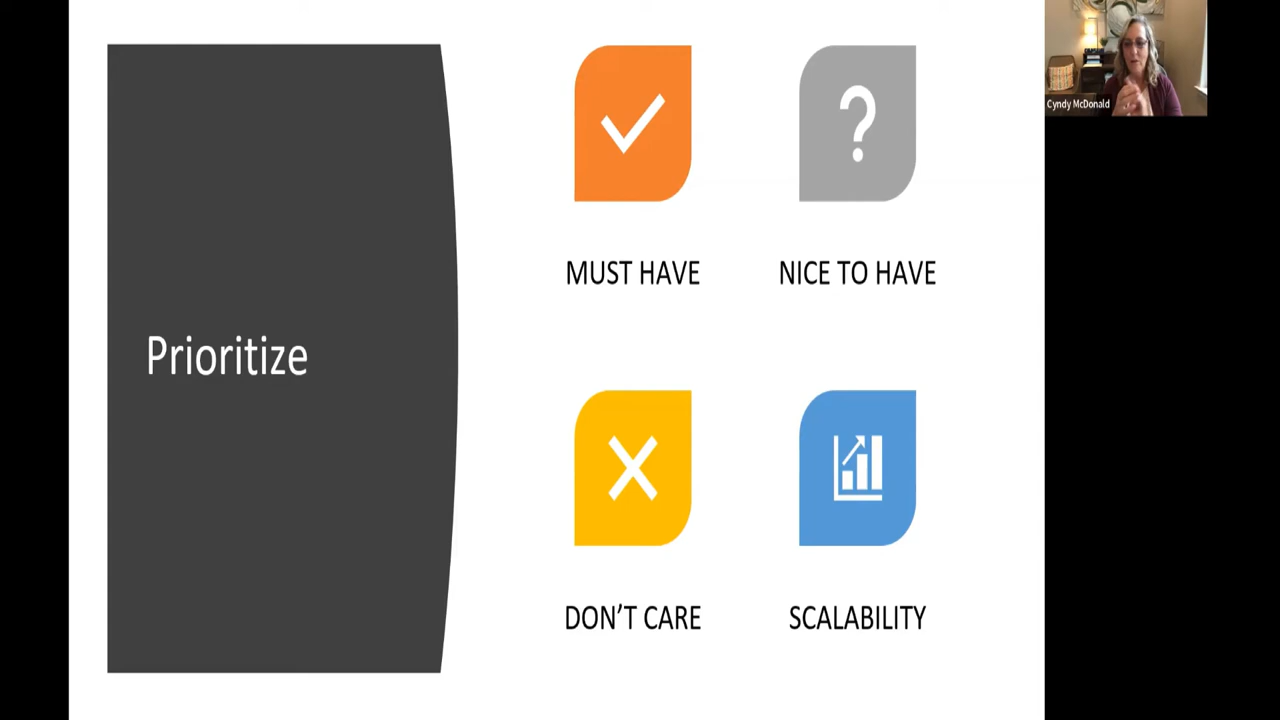 Prioritize
MUST HAVE
NICE TO HAVE
DON'T CARE
SCALABILITY
Cyndy McDonald